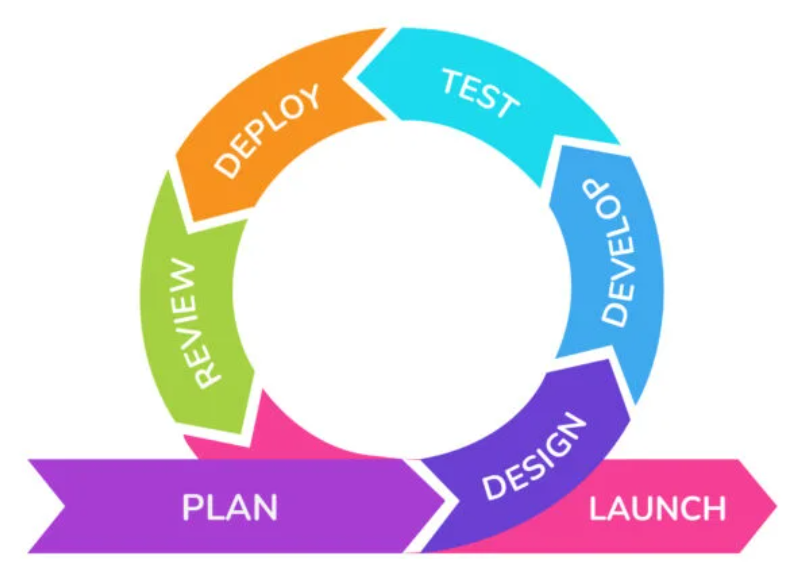 PLAN
DESIGN
DEVELOP
TEST
DEPLOY
REVIEW
LAUNCH